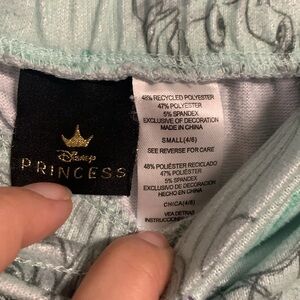 Disney
PRINCESS
48% RECYCLED POLYESTER
47% POLYESTER
5% SPANDEX
EXCLUSIVE OF DECORATION
MADE IN CHINA
SMALL(4/6)
SEE REVERSE FOR CARE
48% POLIÉSTER RECICLADO
47% POLIÉSTER
5% SPANDEX
EXCLUSIVO DE DECORACIÓN
HECHO EN CHINA
CHICA(4/6)
VEA DETRAS
INSTRUCCIONES